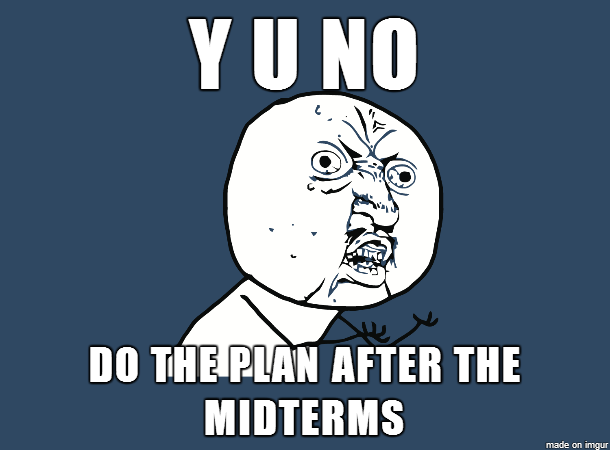 Y U NO
DO THE PLAN AFTER THE
MIDTERMS
made on imgur